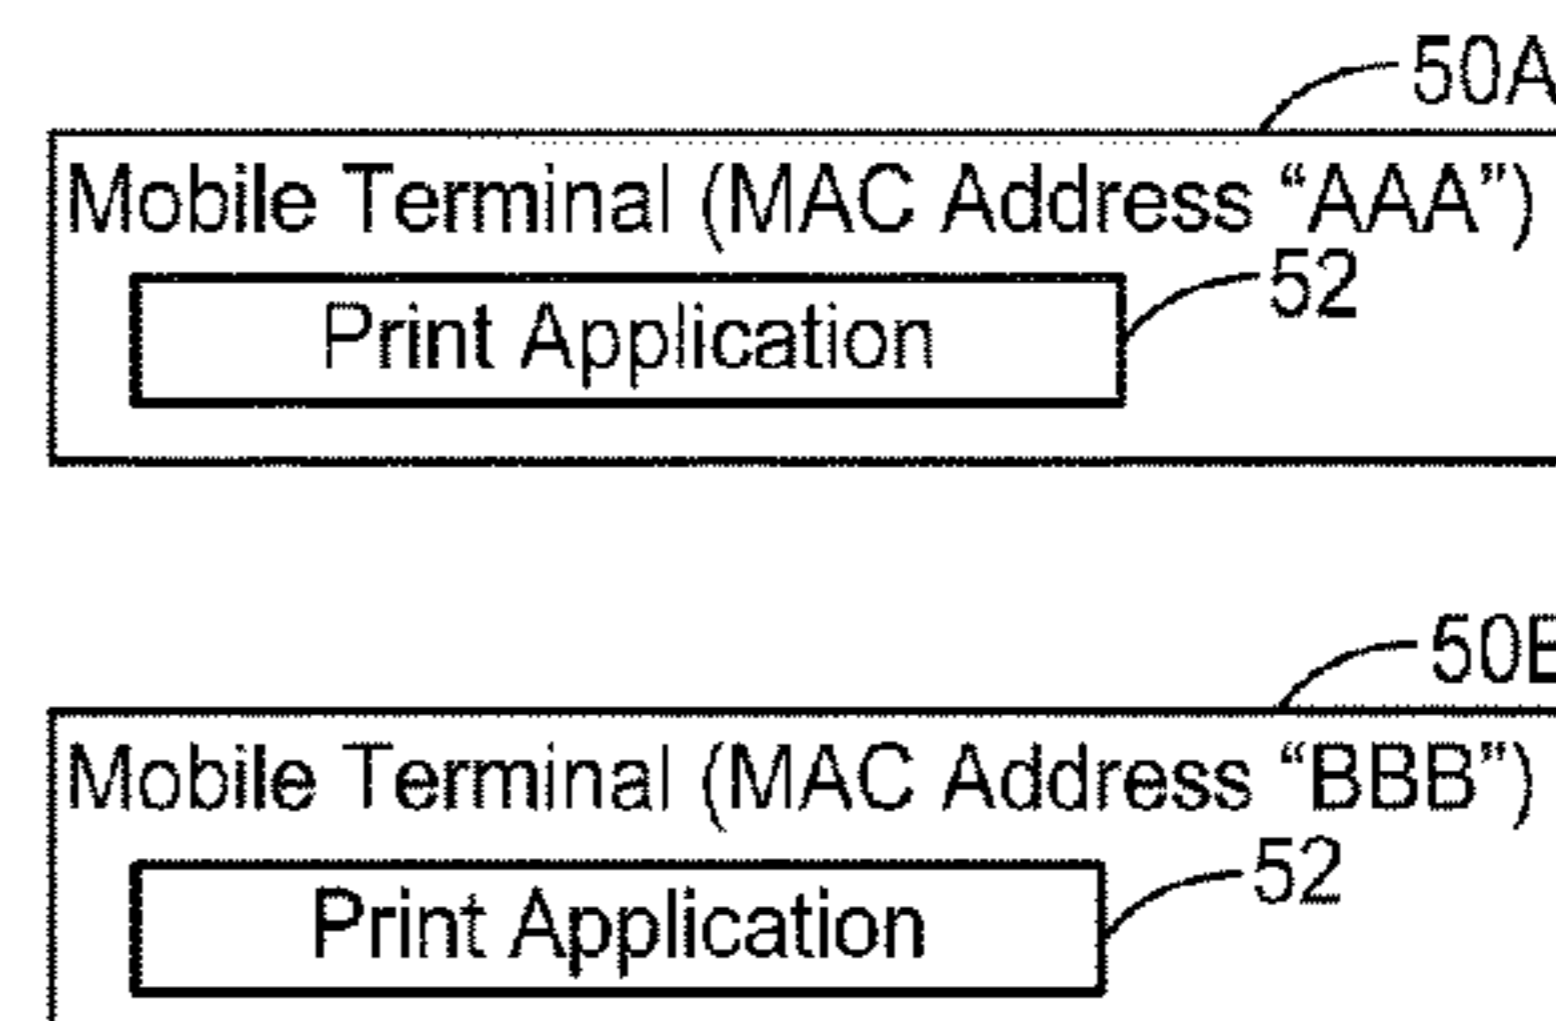 50A
Mobile Terminal (MAC Address “AAA”)
52
Print Application
50B
Mobile Terminal (MAC Address “BBB”)
52
Print Application